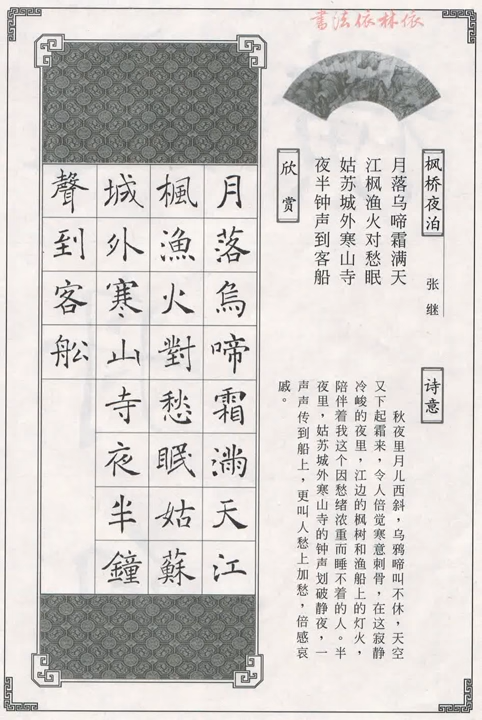 書法依林依
枫桥夜泊
张继
月落乌啼霜满天
江枫渔火对愁眠
姑苏城外寒山寺
夜半钟声到客船
诗意
秋夜里月儿西斜，乌鸦啼叫不休，天空
又下起霜来，令人倍觉寒意刺骨，在这寂静
冷峻的夜里，江边的枫树和渔船上的灯火，
陪伴着我这个因愁绪浓重而睡不着的人。半
夜里，姑苏城外寒山寺的钟声划破静夜，一
声声传到船上，更叫人愁上加愁，倍感哀
戚。
欣赏
月落烏啼霜滿天江
楓漁火對愁眠姑蘇
城外寒山寺夜半鐘
聲到客舩